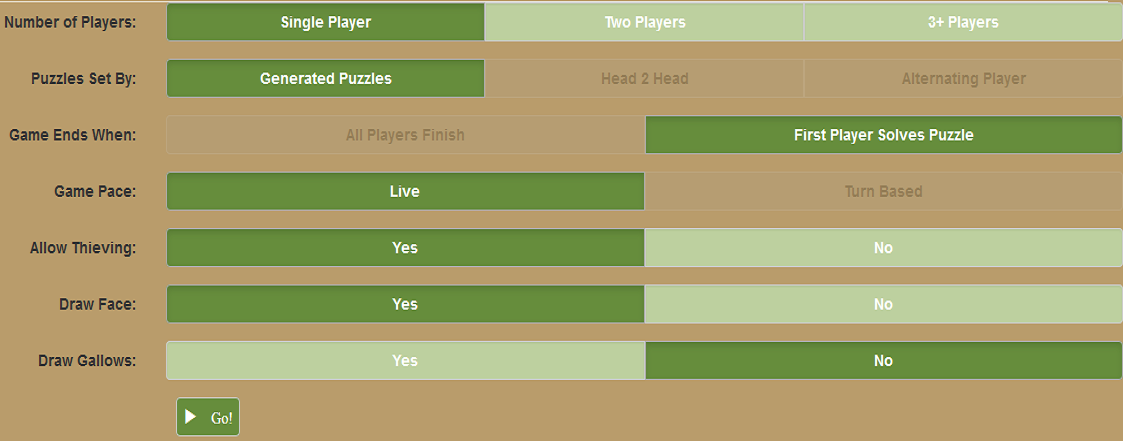 Number of Players: Single Player Two Players 3+ Players
Puzzles Set By: Generated Puzzles Head 2 Head Alternating Player
Game Ends When: All Players Finish First Player Solves Puzzle
Game Pace: Live Turn Based
Allow Thieving: Yes No
Draw Face: Yes No
Draw Gallows: Yes No
Go!